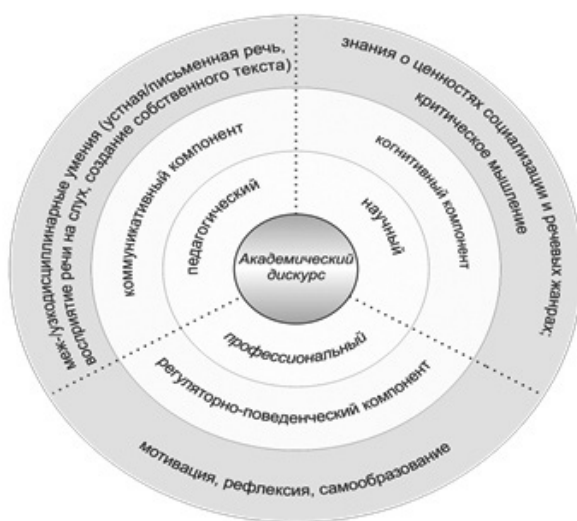 меж-/узкодисциплинарные умения (устная/письменная речь,
восприятие речи на слух, создание собственного текста)
знания о ценностях социализации и речевых жанрах;
критическое мышление
коммуникативный компонент
когнитивный компонент
педагогический
научный
Академический
дискурс
профессиональный
регуляторно-поведенческий компонент
мотивация, рефлексия, самообразование